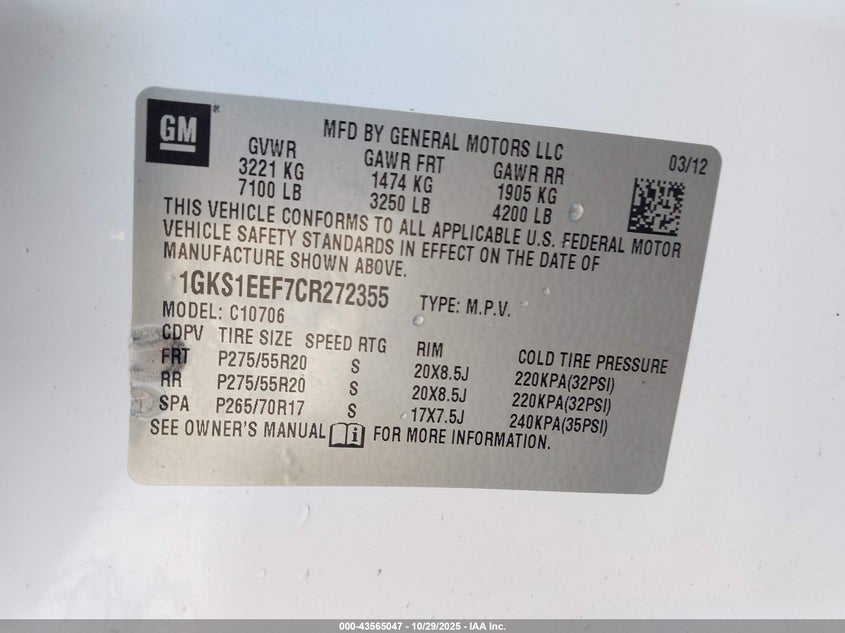 GM ®
MFD BY GENERAL MOTORS LLC
03/12
GVWR GAWR FRT GAWR RR
3221 KG 1474 KG 1905 KG
7100 LB 3250 LB 4200 LB
THIS VEHICLE CONFORMS TO ALL APPLICABLE U.S. FEDERAL MOTOR
VEHICLE SAFETY STANDARDS IN EFFECT ON THE DATE OF
MANUFACTURE SHOWN ABOVE.
1GKS1EEF7CR272355 TYPE: M.P.V.
MODEL: C10706
CDPV TIRE SIZE SPEED RTG RIM COLD TIRE PRESSURE
FRT P275/55R20 S 20X8.5J 220KPA(32PSI)
RR P275/55R20 S 20X8.5J 220KPA(32PSI)
SPA P265/70R17 S 17X7.5J 240KPA(35PSI)
SEE OWNER'S MANUAL i FOR MORE INFORMATION.
000-43565047 - 10/29/2025 - IAA Inc.